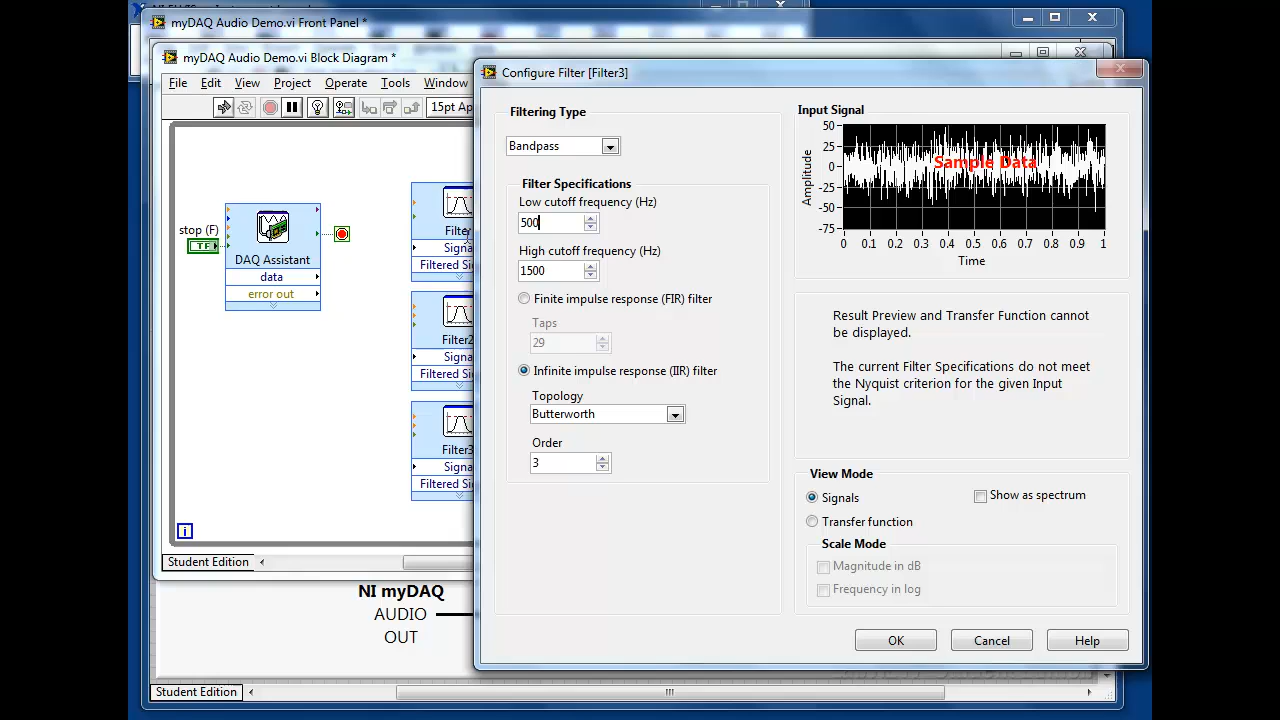 myDAQ Audio Demo.vi Front Panel *
myDAQ Audio Demo.vi Block Diagram *
File Edit View Project Operate Tools Window
15pt Ap
stop (F)
TF
DAQ Assistant
data
error out
Filter
Signa
Filtered Si
Filter2
Signa
Filtered Si
Filter3
Signa
Filtered Si
i
Student Edition
NI myDAQ
AUDIO
OUT
Student Edition
Configure Filter [Filter3]
Filtering Type
Bandpass
Filter Specifications
Low cutoff frequency (Hz)
500
High cutoff frequency (Hz)
1500
Finite impulse response (FIR) filter
Taps
29
Infinite impulse response (IIR) filter
Topology
Butterworth
Order
3
Input Signal
Amplitude
50
25
0
-25
-50
-75
Sample Data
0 0.1 0.2 0.3 0.4 0.5 0.6 0.7 0.8 0.9 1
Time
Result Preview and Transfer Function cannot
be displayed.
The current Filter Specifications do not meet
the Nyquist criterion for the given Input
Signal.
View Mode
Signals
Show as spectrum
Transfer function
Scale Mode
Magnitude in dB
Frequency in log
OK Cancel Help